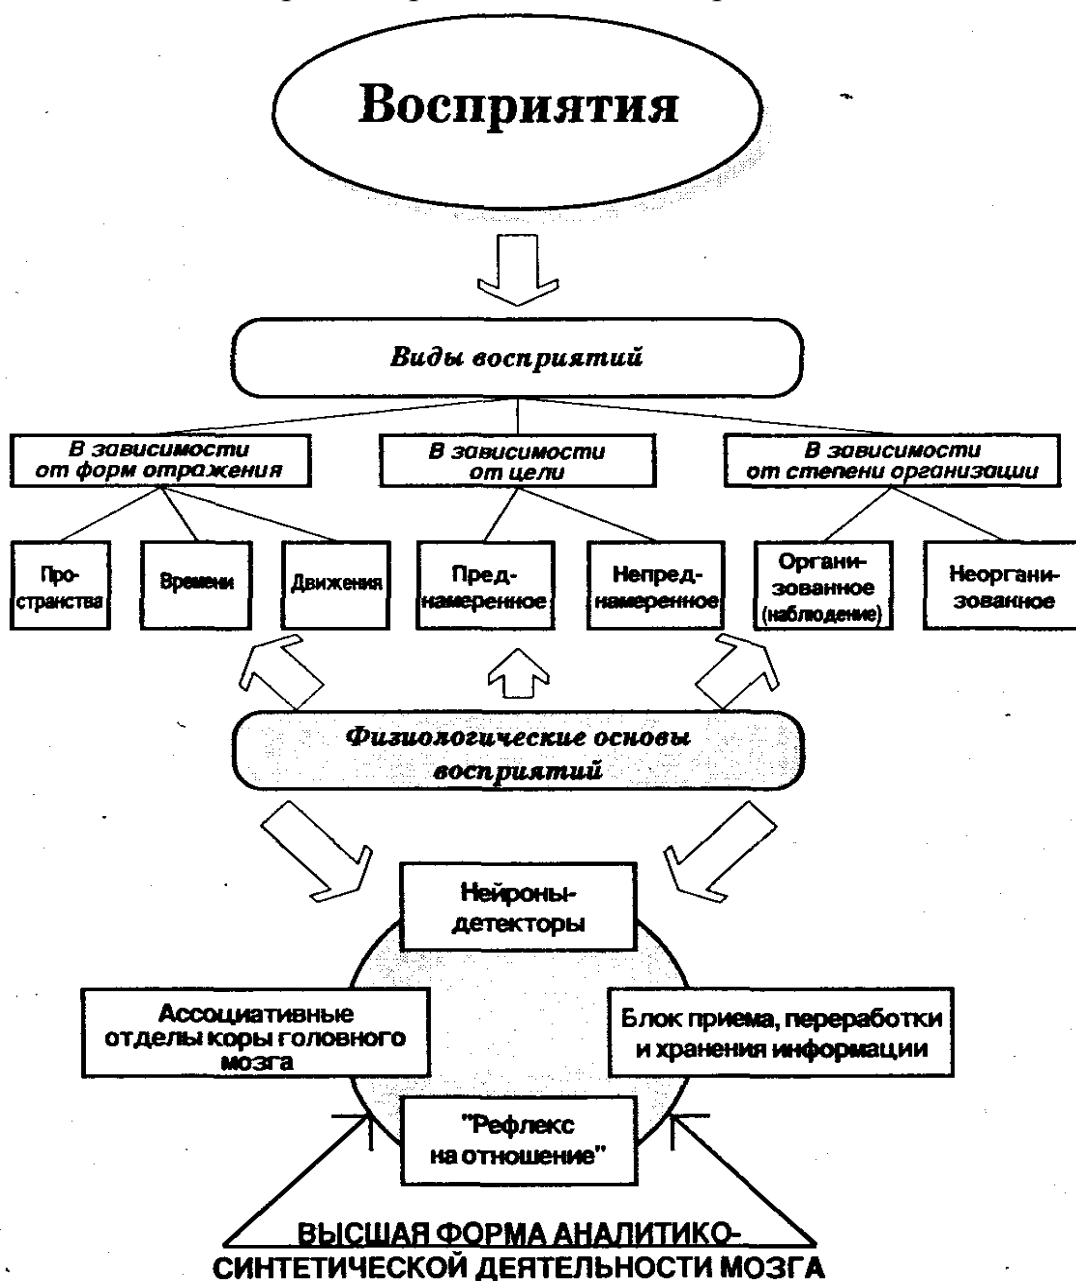 Восприятия
Виды восприятий
В зависимости
от форм отражения
В зависимости
от цели
В зависимости
от степени организации
Про-
странства
Времени
Движения
Пред-
намеренное
Непред-
намеренное
Органи-
зованное
(наблюдение)
Неоргани-
зованное
Физиологические основы
восприятий
Нейроны-
детекторы
Ассоциативные
отделы коры головного
мозга
Блок приема, переработки
и хранения информации
"Рефлекс
на отношение"
ВЫСШАЯ ФОРМА АНАЛИТИКО-
СИНТЕТИЧЕСКОЙ ДЕЯТЕЛЬНОСТИ МОЗГА